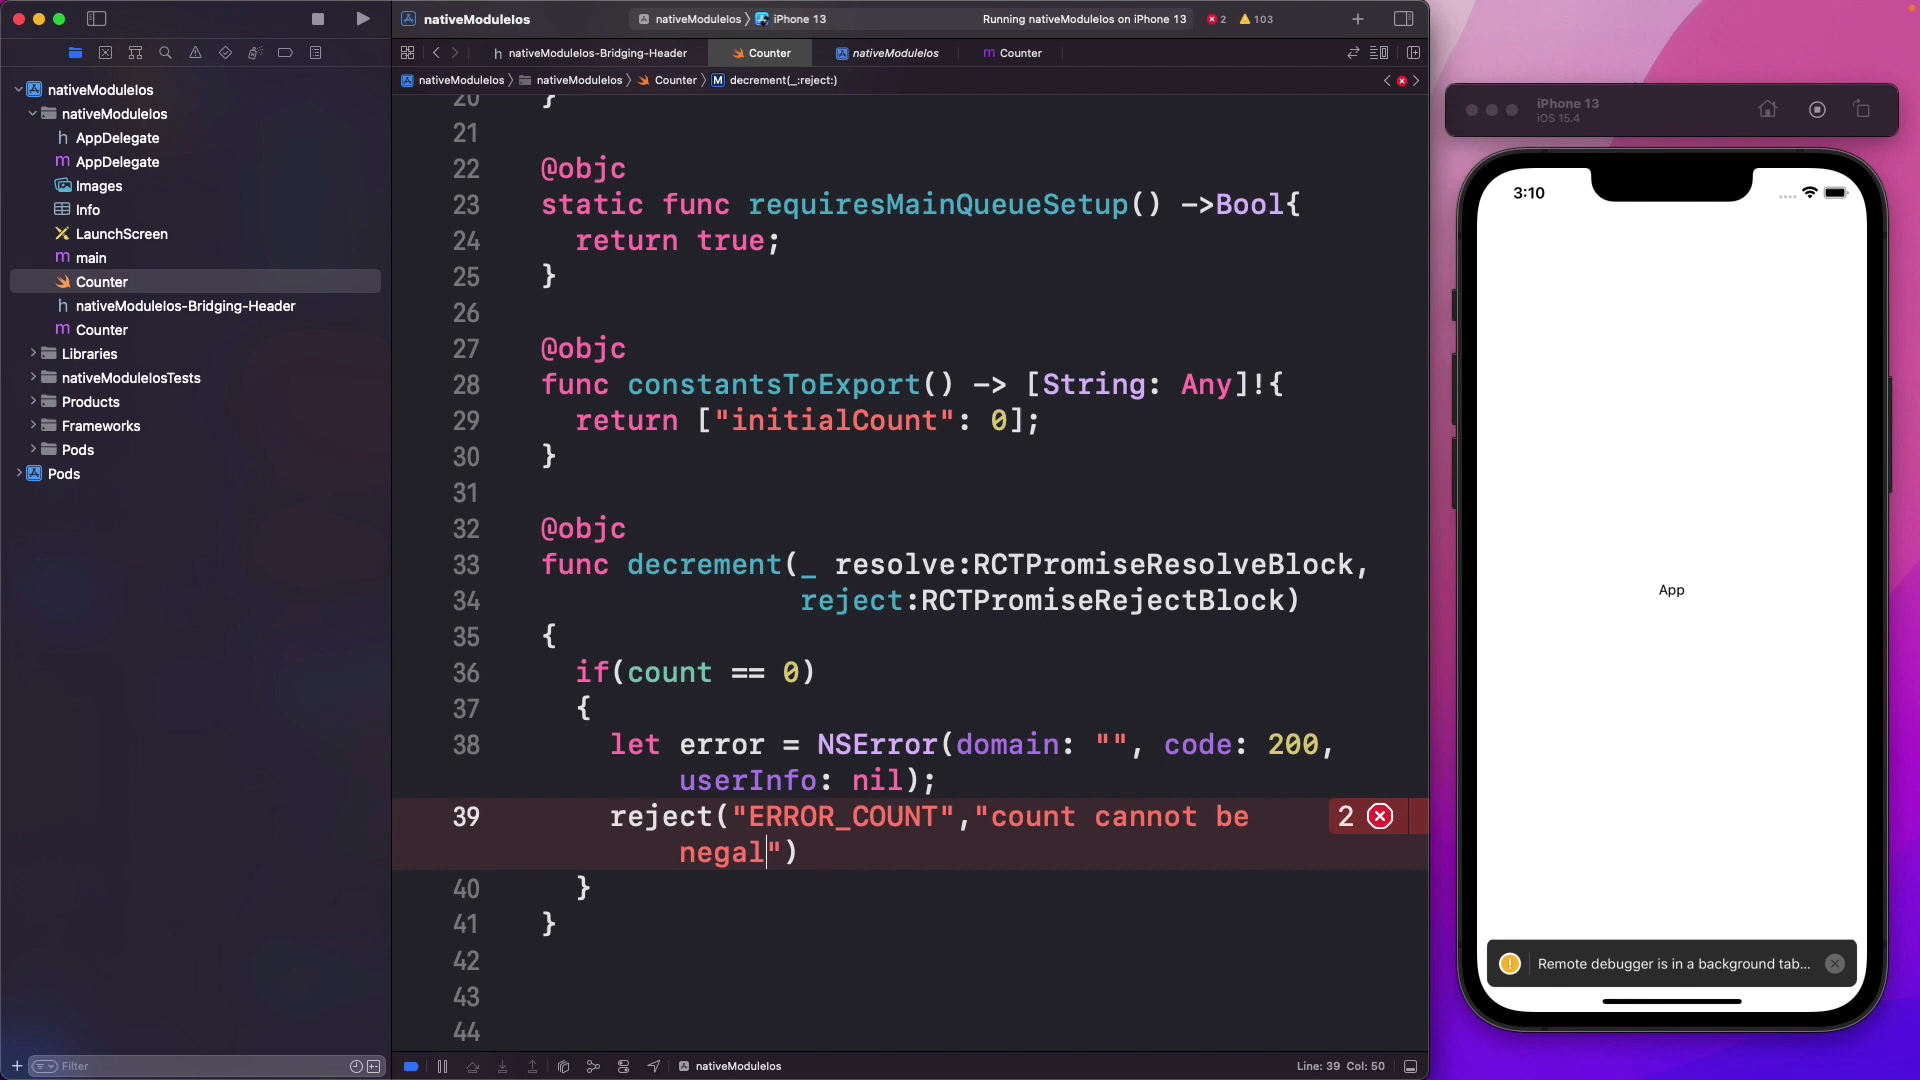 nativeModuleIos
nativeModuleIos
iPhone 13
Running nativeModuleIos on iPhone 13
2
103
nativeModuleIos-Bridging-Header
Counter
nativeModuleIos
Counter
nativeModuleIos
nativeModuleIos
Counter
M
decrement(_:reject:)
nativeModuleIos
nativeModuleIos
h AppDelegate
m AppDelegate
Images
Info
LaunchScreen
m main
Counter
h nativeModuleIos-Bridging-Header
m Counter
Libraries
nativeModuleIosTests
Products
Frameworks
Pods
Pods
Filter
20 }
21
22 @objc
23 static func requiresMainQueueSetup() ->Bool{
24 return true;
25 }
26
27 @objc
28 func constantsToExport() -> [String: Any]!{
29 return ["initialCount": 0];
30 }
31
32 @objc
33 func decrement(_ resolve:RCTPromiseResolveBlock,
34 reject:RCTPromiseRejectBlock)
35 {
36 if(count == 0)
37 {
38 let error = NSError(domain: "", code: 200,
userInfo: nil);
39 reject("ERROR_COUNT","count cannot be
negal")
2
40 }
41 }
42
43
44
nativeModuleIos
Line: 39 Col: 50
iPhone 13
iOS 15.4
3:10
App
Remote debugger is in a background tab...